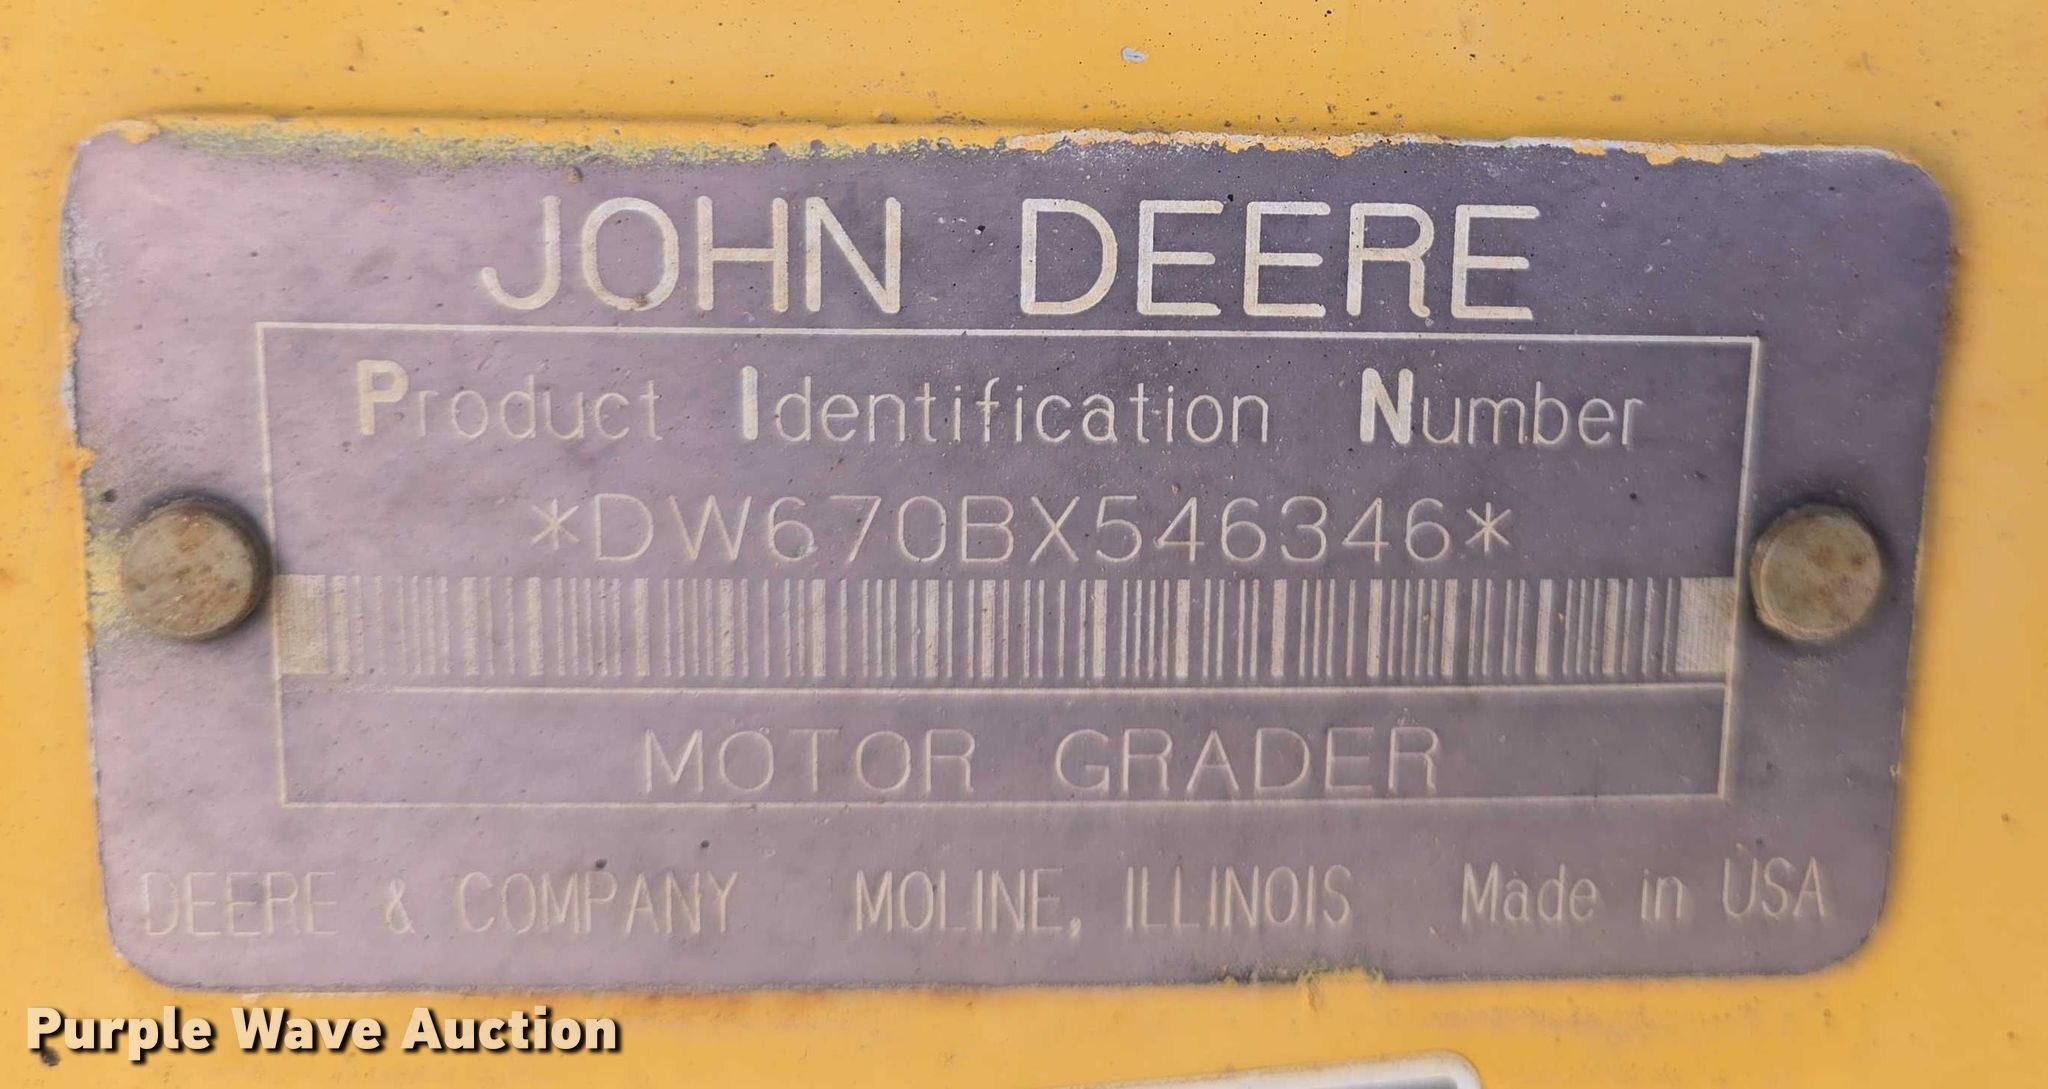 JOHN DEERE
Product Identification Number
*DW670BX546346*
MOTOR GRADER
DEERE & COMPANY MOLINE, ILLINOIS Made in USA
Purple Wave Auction